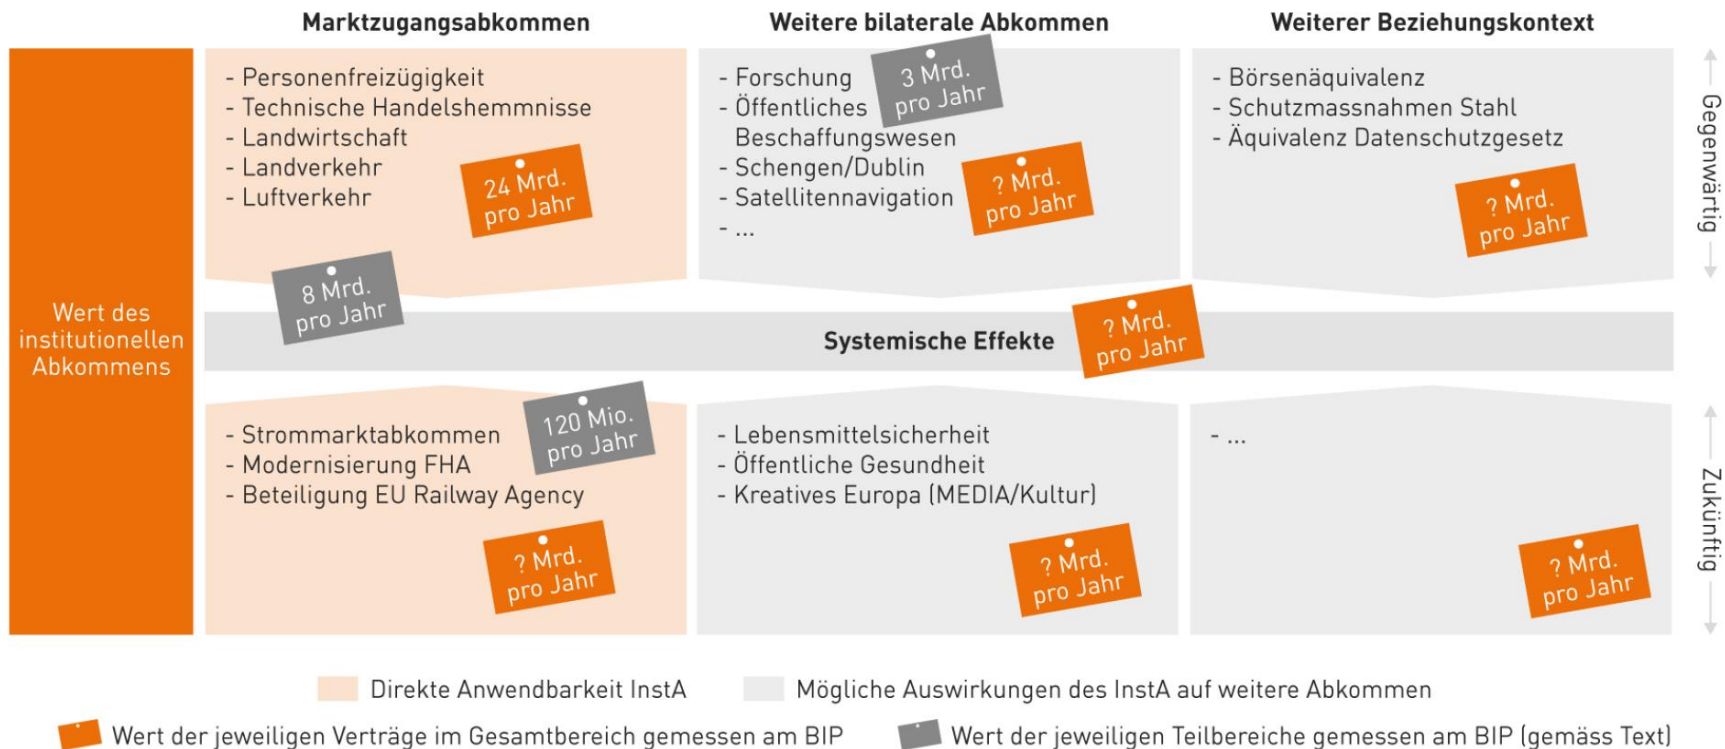 Marktzugangsabkommen
Weitere bilaterale Abkommen
Weiterer Beziehungskontext
Wert des
institutionellen
Abkommens
- Personenfreizügigkeit
- Technische Handelshemmnisse
- Landwirtschaft
- Landverkehr
- Luftverkehr
24 Mrd.
pro Jahr
8 Mrd.
pro Jahr
- Forschung
- Öffentliches
Beschaffungswesen
- Schengen/Dublin
- Satellitennavigation
- ...
3 Mrd.
pro Jahr
? Mrd.
pro Jahr
- Börsenäquivalenz
- Schutzmassnahmen Stahl
- Äquivalenz Datenschutzgesetz
? Mrd.
pro Jahr
Gegenwärtig
Systemische Effekte
? Mrd.
pro Jahr
- Strommarktabkommen
- Modernisierung FHA
- Beteiligung EU Railway Agency
120 Mio.
pro Jahr
? Mrd.
pro Jahr
- Lebensmittelsicherheit
- Öffentliche Gesundheit
- Kreatives Europa (MEDIA/Kultur)
? Mrd.
pro Jahr
- ...
? Mrd.
pro Jahr
Zukünftig
Direkte Anwendbarkeit InstA
Mögliche Auswirkungen des InstA auf weitere Abkommen
Wert der jeweiligen Verträge im Gesamtbereich gemessen am BIP
Wert der jeweiligen Teilbereiche gemessen am BIP (gemäss Text)